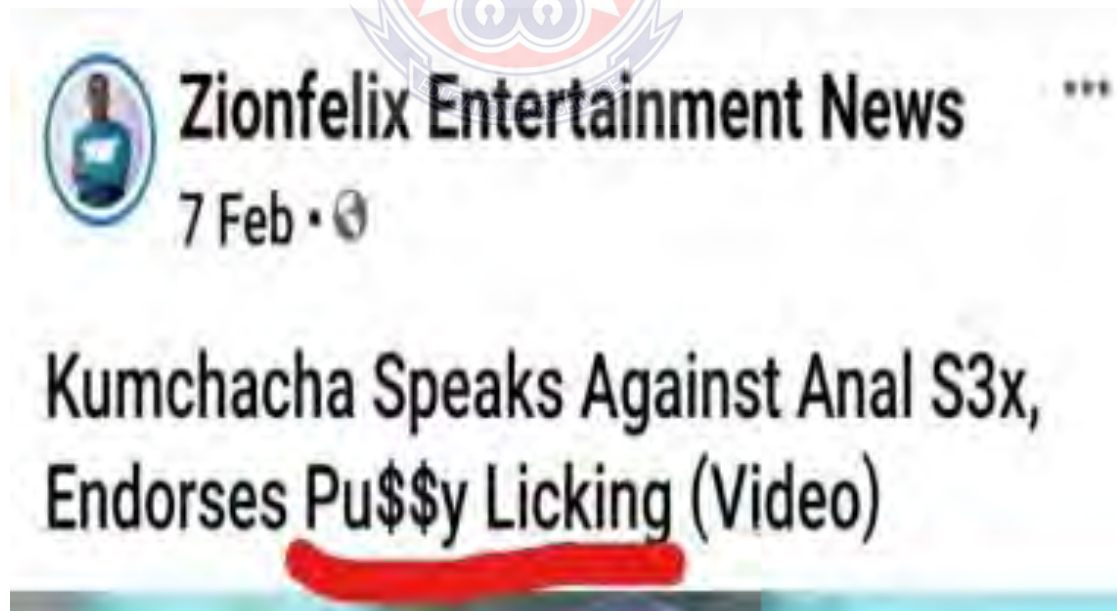 Zionfelix Entertainment News
7 Feb ·
Kumchacha Speaks Against Anal S3x,
Endorses Pu$$y Licking (Video)